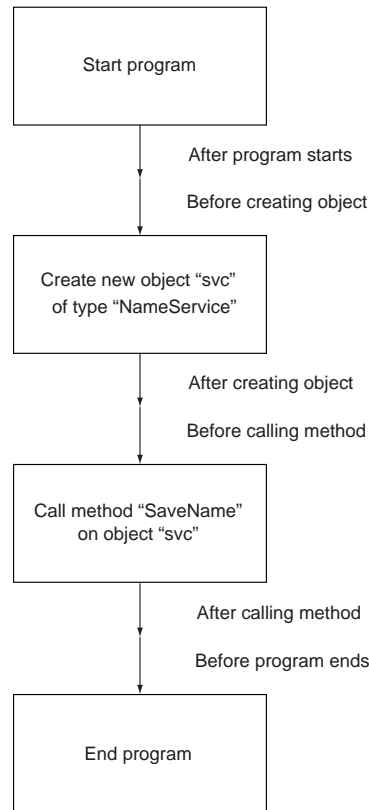 Start program
After program starts
Before creating object
Create new object “svc”
of type “NameService”
After creating object
Before calling method
Call method “SaveName”
on object “svc”
After calling method
Before program ends
End program